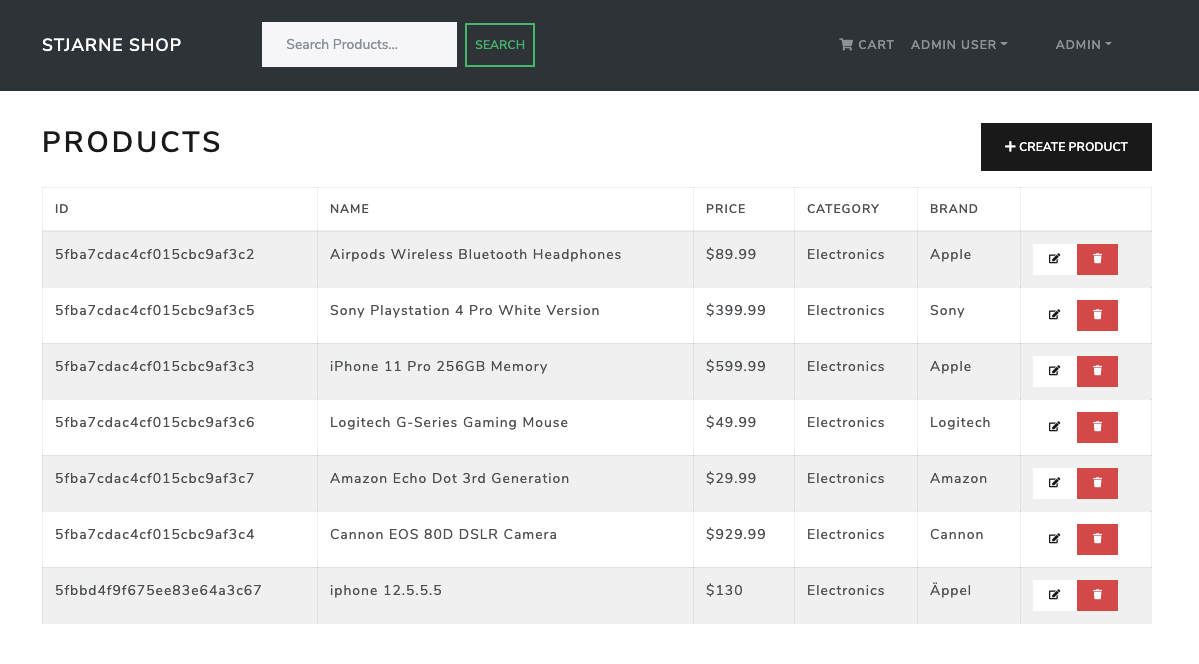 STJARNE SHOP Search Products... SEARCH CART ADMIN USER ADMIN
PRODUCTS CREATE PRODUCT
ID NAME PRICE CATEGORY BRAND
5fba7cdac4cf015cbc9af3c2 Airpods Wireless Bluetooth Headphones $89.99 Electronics Apple
5fba7cdac4cf015cbc9af3c5 Sony Playstation 4 Pro White Version $399.99 Electronics Sony
5fba7cdac4cf015cbc9af3c3 iPhone 11 Pro 256GB Memory $599.99 Electronics Apple
5fba7cdac4cf015cbc9af3c6 Logitech G-Series Gaming Mouse $49.99 Electronics Logitech
5fba7cdac4cf015cbc9af3c7 Amazon Echo Dot 3rd Generation $29.99 Electronics Amazon
5fba7cdac4cf015cbc9af3c4 Cannon EOS 80D DSLR Camera $929.99 Electronics Cannon
5fbbd4f9f675ee83e64a3c67 iphone 12.5.5.5 $130 Electronics Äppel